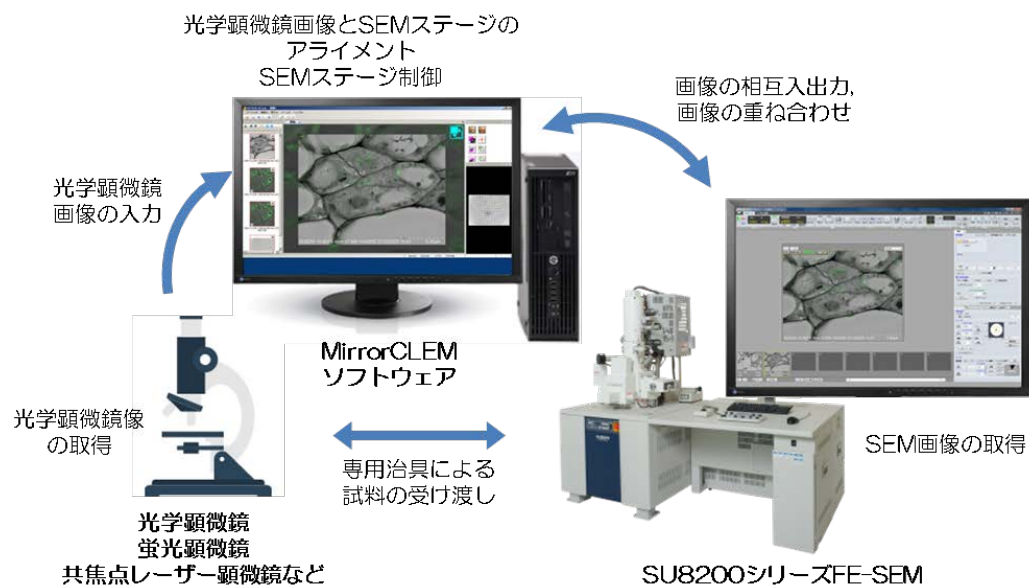 光学顕微鏡画像とSEMステージの
アライメント
SEMステージ制御
画像の相互入出力,
画像の重ね合わせ
光学顕微鏡
画像の入力
MirrorCLEM
ソフトウェア
光学顕微鏡像
の取得
SEM画像の取得
専用治具による
試料の受け渡し
光学顕微鏡
蛍光顕微鏡
共焦点レーザー顕微鏡など
SU8200シリーズFE-SEM